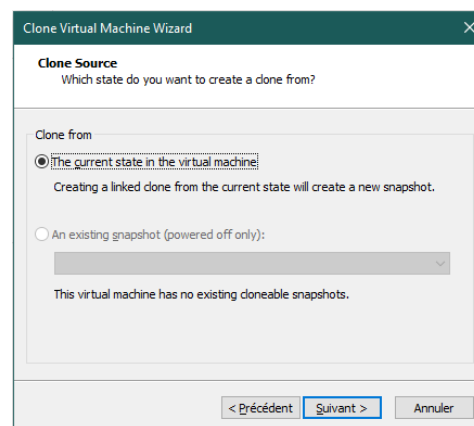 Clone Virtual Machine Wizard
Clone Source
Which state do you want to create a clone from?
Clone from
The current state in the virtual machine
Creating a linked clone from the current state will create a new snapshot.
An existing snapshot (powered off only):
This virtual machine has no existing cloneable snapshots.
< Précédent
Suivant >
Annuler